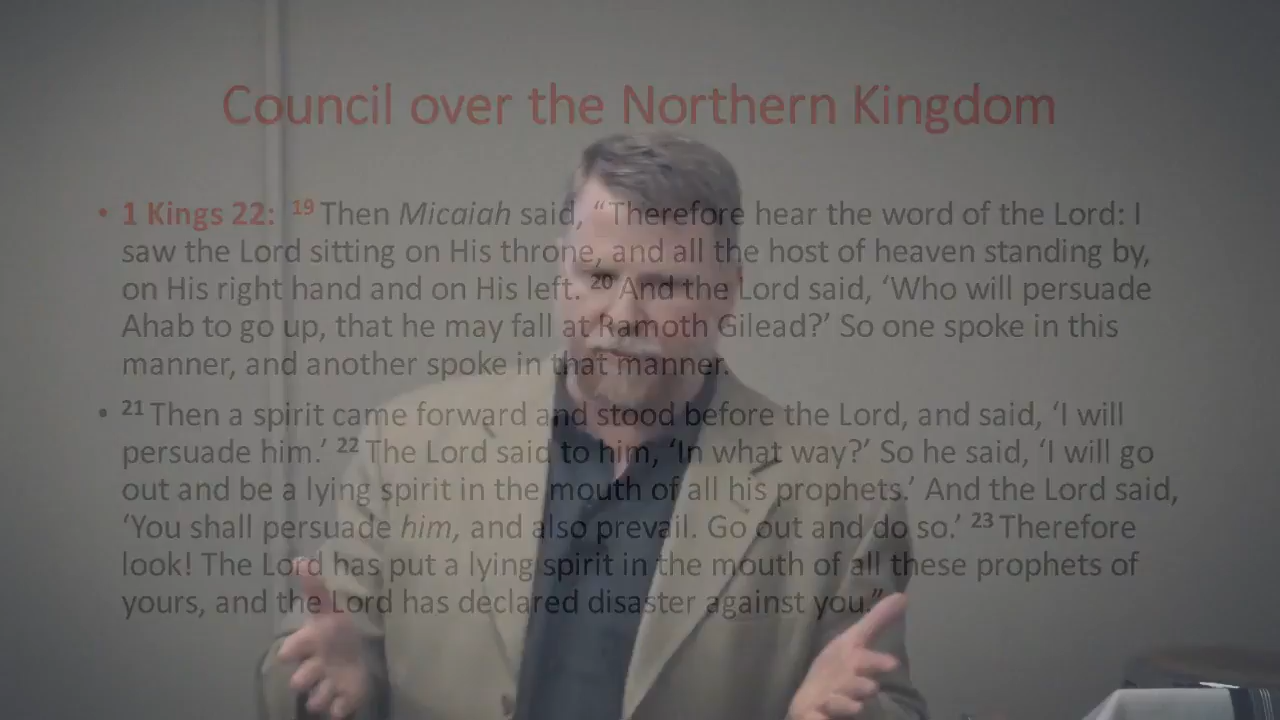 Council over the Northern Kingdom
• 1 Kings 22: 19 Then Micaiah said, “Therefore hear the word of the Lord: I
saw the Lord sitting on His throne, and all the host of heaven standing by,
on His right hand and on His left. 20 And the Lord said, ‘Who will persuade
Ahab to go up, that he may fall at Ramoth Gilead?’ So one spoke in this
manner, and another spoke in that manner.
• 21 Then a spirit came forward and stood before the Lord, and said, ‘I will
persuade him.’ 22 The Lord said to him, ‘In what way?’ So he said, ‘I will go
out and be a lying spirit in the mouth of all his prophets.’ And the Lord said,
‘You shall persuade him, and also prevail. Go out and do so.’ 23 Therefore
look! The Lord has put a lying spirit in the mouth of all these prophets of
yours, and the Lord has declared disaster against you.”